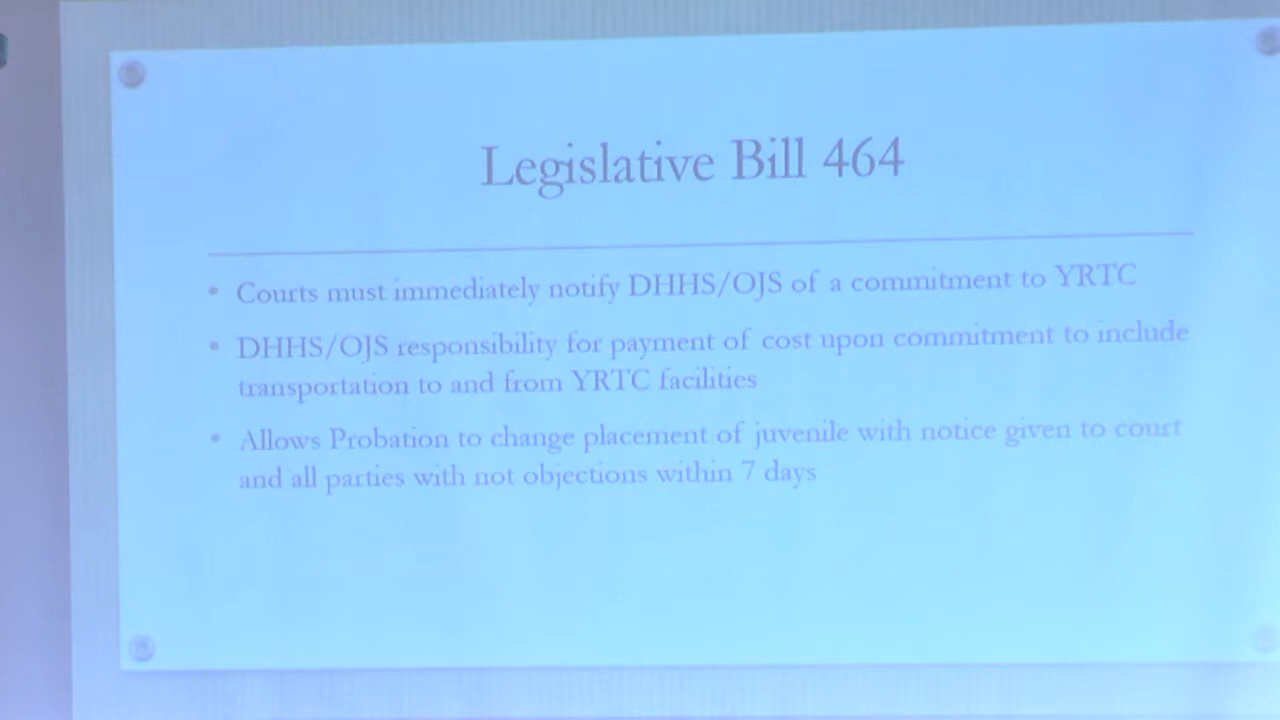 Legislative Bill 464
• Courts must immediately notify DHHS/OJS of a commitment to YRTC
• DHHS/OJS responsibility for payment of cost upon commitment to include
transportation to and from YRTC facilities
• Allows Probation to change placement of juvenile with notice given to court
and all parties with not objections within 7 days